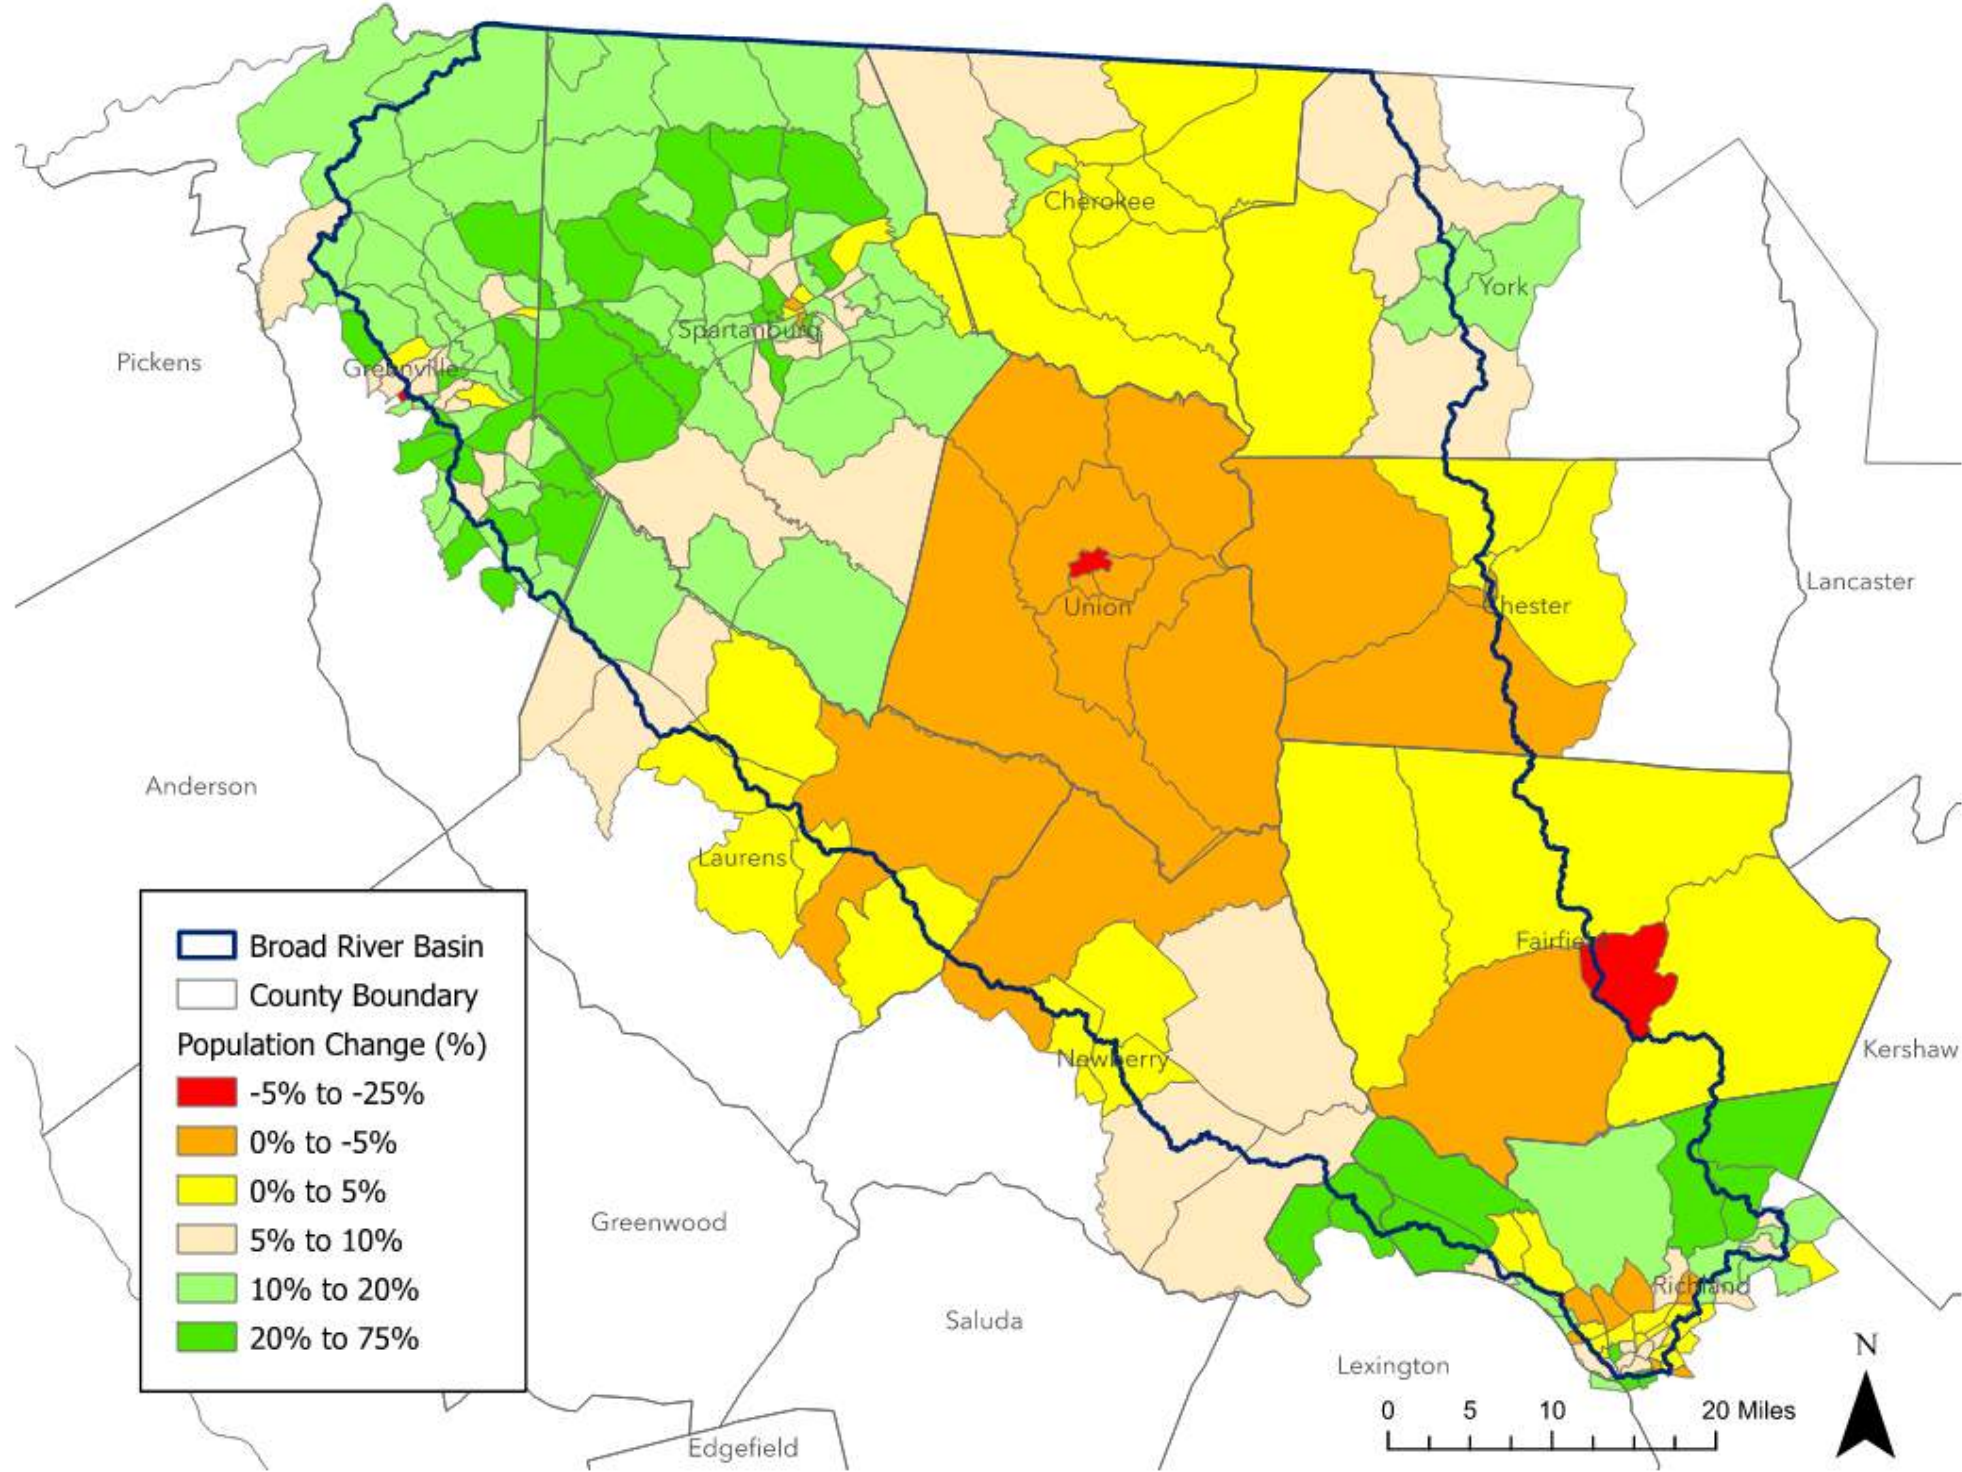 Cherokee
York
Spartanburg
Pickens
Greenville
Lancaster
Chester
Union
Anderson
Laurens
Fairfield
Newberry
Kershaw
Greenwood
Richland
Saluda
Lexington
Edgefield
Broad River Basin
County Boundary
Population Change (%)
-5% to -25%
0% to -5%
0% to 5%
5% to 10%
10% to 20%
20% to 75%
N
0 5 10 20 Miles